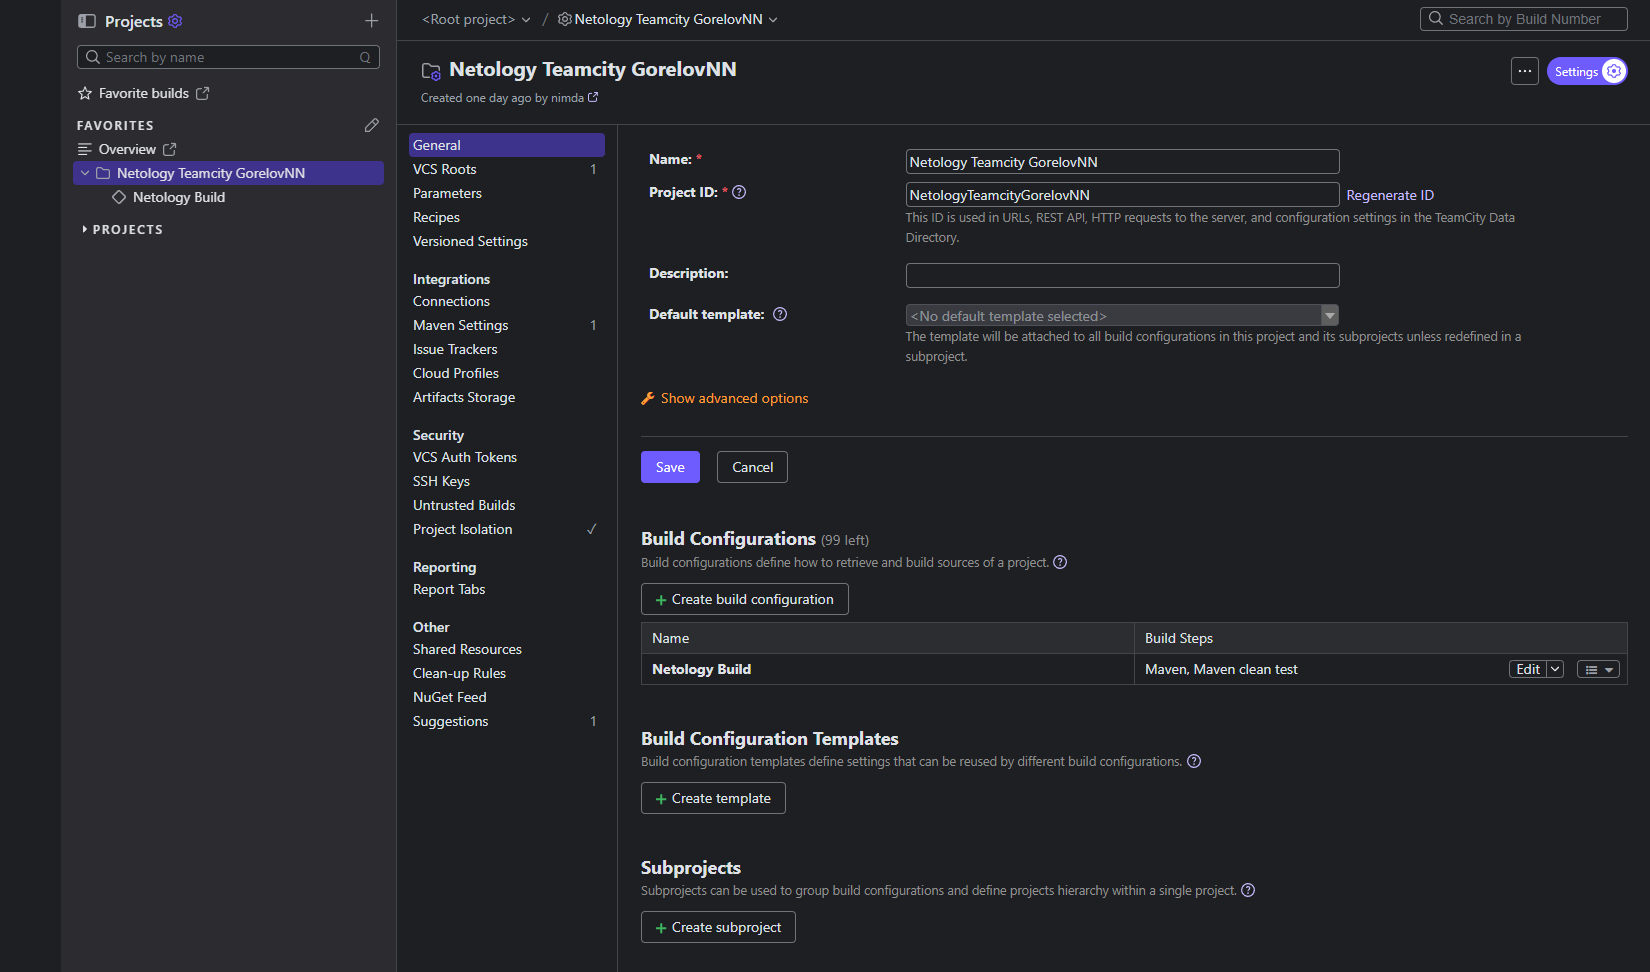 Projects
Search by name
Q
Favorite builds
FAVORITES
Overview
Netology Teamcity GorelovNN
Netology Build
PROJECTS
<Root project> / Netology Teamcity GorelovNN
Search by Build Number
Netology Teamcity GorelovNN
Created one day ago by nimda
... Settings
General
VCS Roots 1
Parameters
Recipes
Versioned Settings
Integrations
Connections
Maven Settings 1
Issue Trackers
Cloud Profiles
Artifacts Storage
Security
VCS Auth Tokens
SSH Keys
Untrusted Builds
Project Isolation ✓
Reporting
Report Tabs
Other
Shared Resources
Clean-up Rules
NuGet Feed
Suggestions 1
Name: * Netology Teamcity GorelovNN
Project ID: * ? NetologyTeamcityGorelovNN Regenerate ID
This ID is used in URLs, REST API, HTTP requests to the server, and configuration settings in the TeamCity Data
Directory.
Description:
Default template: ? <No default template selected>
The template will be attached to all build configurations in this project and its subprojects unless redefined in a
subproject.
Show advanced options
Save Cancel
Build Configurations (99 left)
Build configurations define how to retrieve and build sources of a project. ?
+ Create build configuration
Name Build Steps
Netology Build Maven, Maven clean test Edit
Build Configuration Templates
Build configuration templates define settings that can be reused by different build configurations. ?
+ Create template
Subprojects
Subprojects can be used to group build configurations and define projects hierarchy within a single project. ?
+ Create subproject